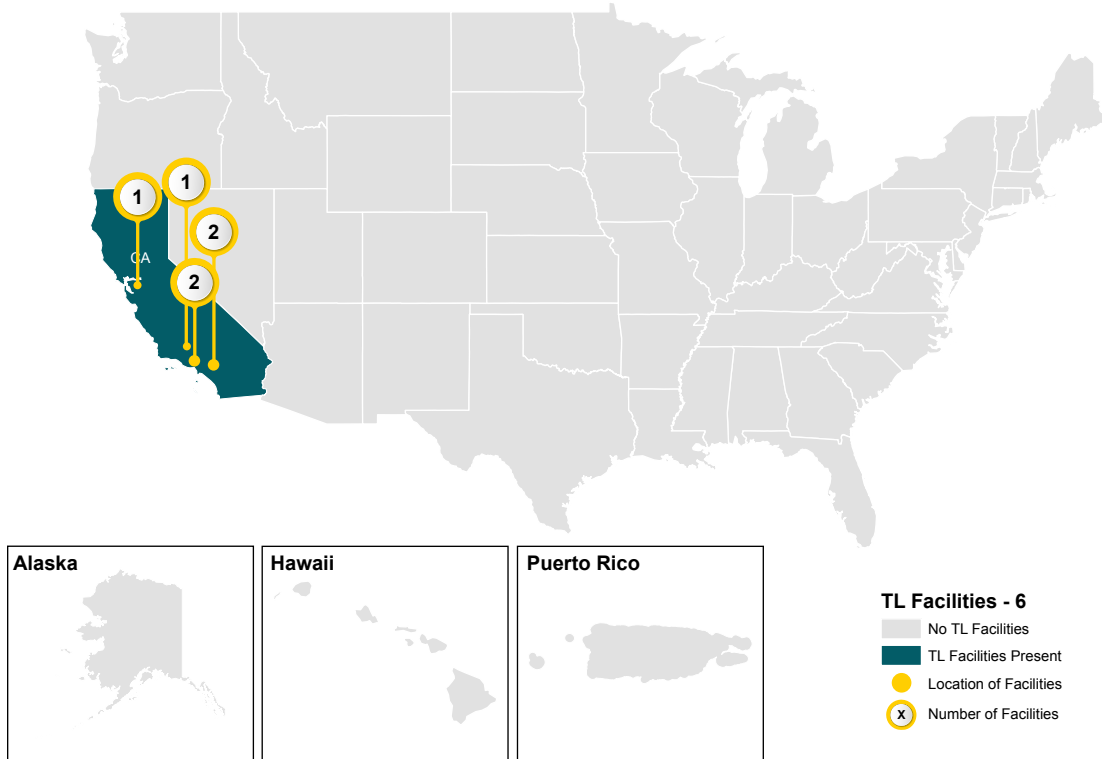 1
1
2
CA
2
Alaska
Hawaii
Puerto Rico
TL Facilities - 6
No TL Facilities
TL Facilities Present
Location of Facilities
X Number of Facilities